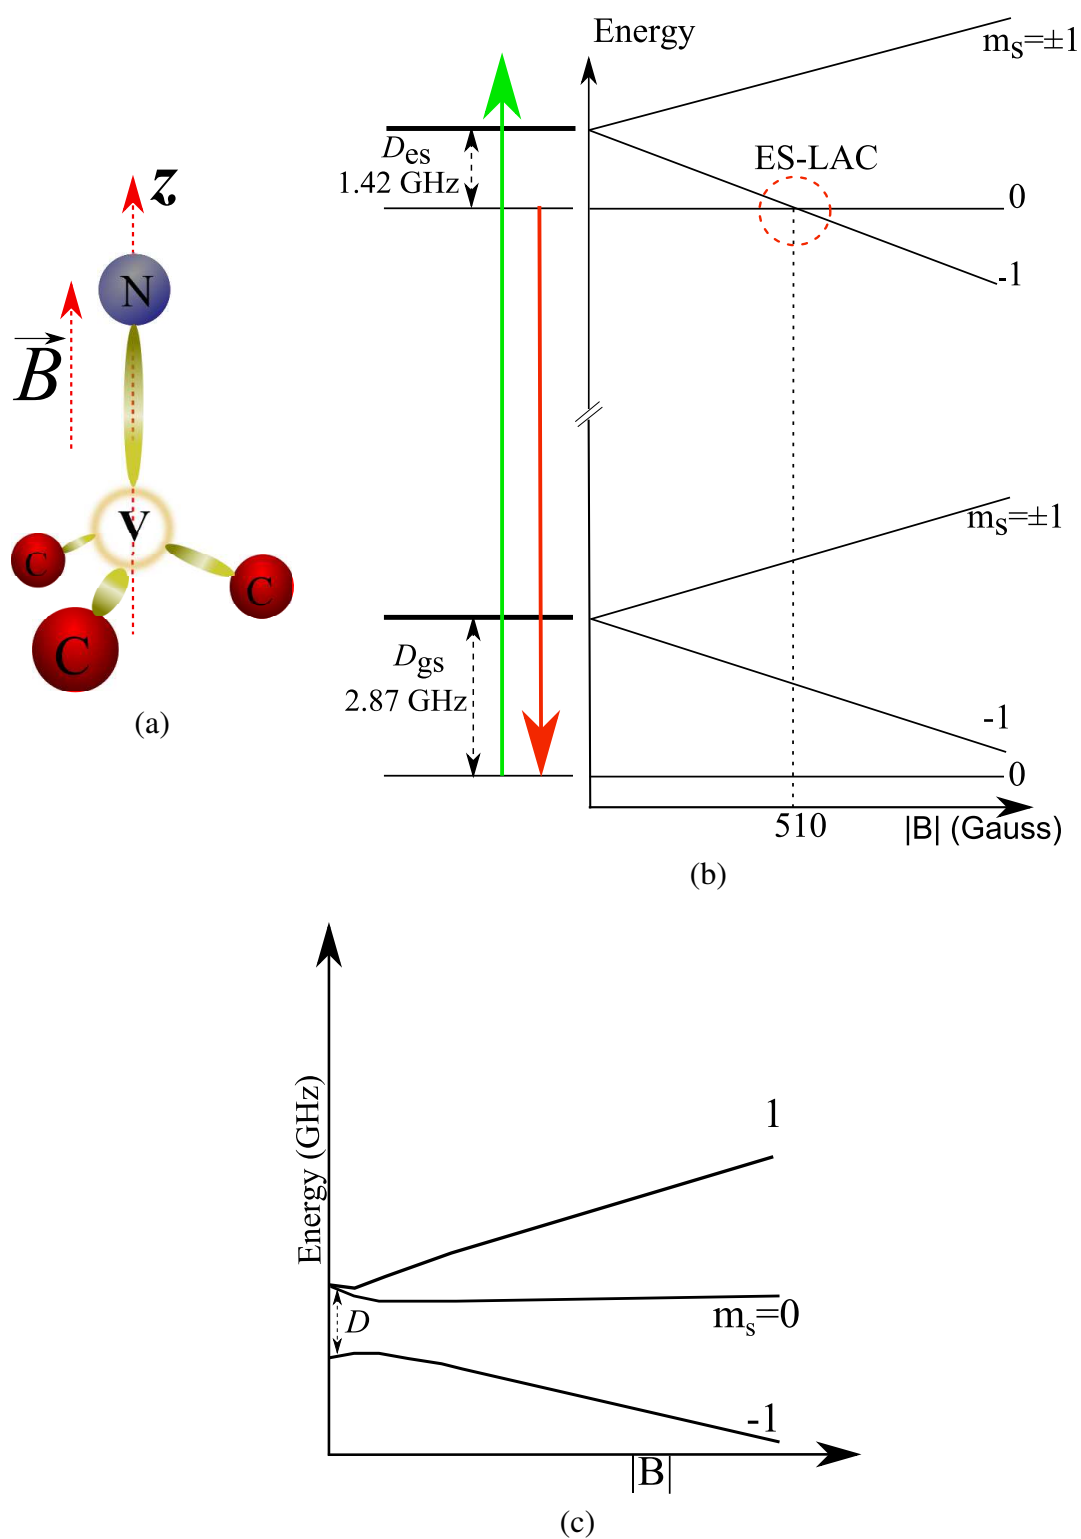 z
N
B
V
C
C
C
(a)
Energy
mₛ=±1
Dₑₛ
1.42 GHz
ES-LAC
0
-1
mₛ=±1
D_gs
2.87 GHz
-1
0
510
|B| (Gauss)
(b)
Energy (GHz)
1
D
mₛ=0
-1
|B|
(c)